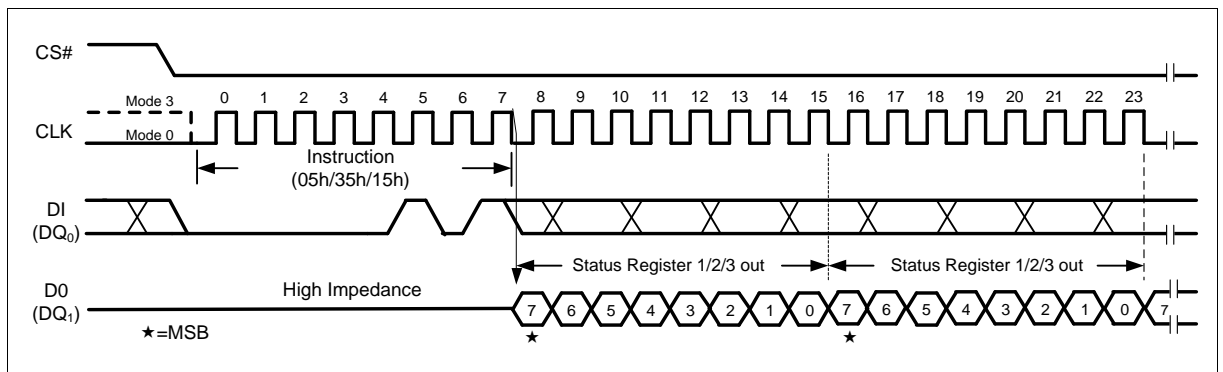 CS#
Mode 3
0 1 2 3 4 5 6 7 8 9 10 11 12 13 14 15 16 17 18 19 20 21 22 23
CLK
Mode 0
Instruction
(05h/35h/15h)
DI
(DQ0)
Status Register 1/2/3 out Status Register 1/2/3 out
D0
High Impedance
(DQ1)
7 6 5 4 3 2 1 0 7 6 5 4 3 2 1 0 7
★=MSB ★ ★